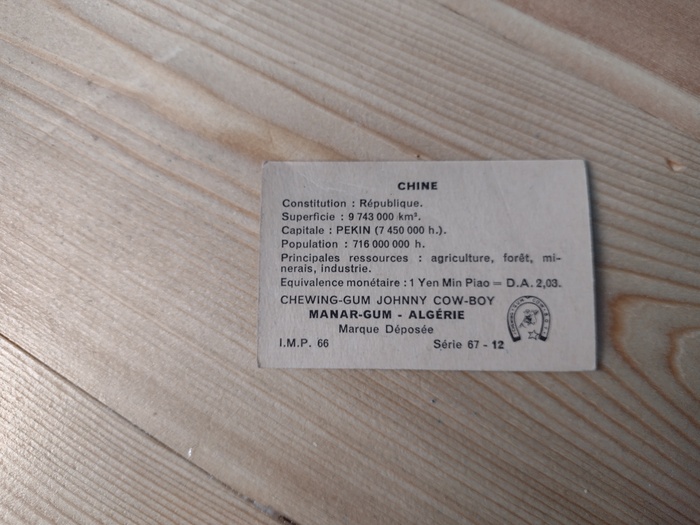 CHINE
Constitution : République.
Superficie : 9 743 000 km².
Capitale : PEKIN (7 450 000 h.).
Population : 716 000 000 h.
Principales ressources : agriculture, forêt, mi-
nerais, industrie.
Equivalence monétaire : 1 Yen Min Piao = D.A. 2,03.
CHEWING-GUM JOHNNY COW-BOY
MANAR-GUM - ALGÉRIE
Marque Déposée
I.M.P. 66 Série 67 - 12